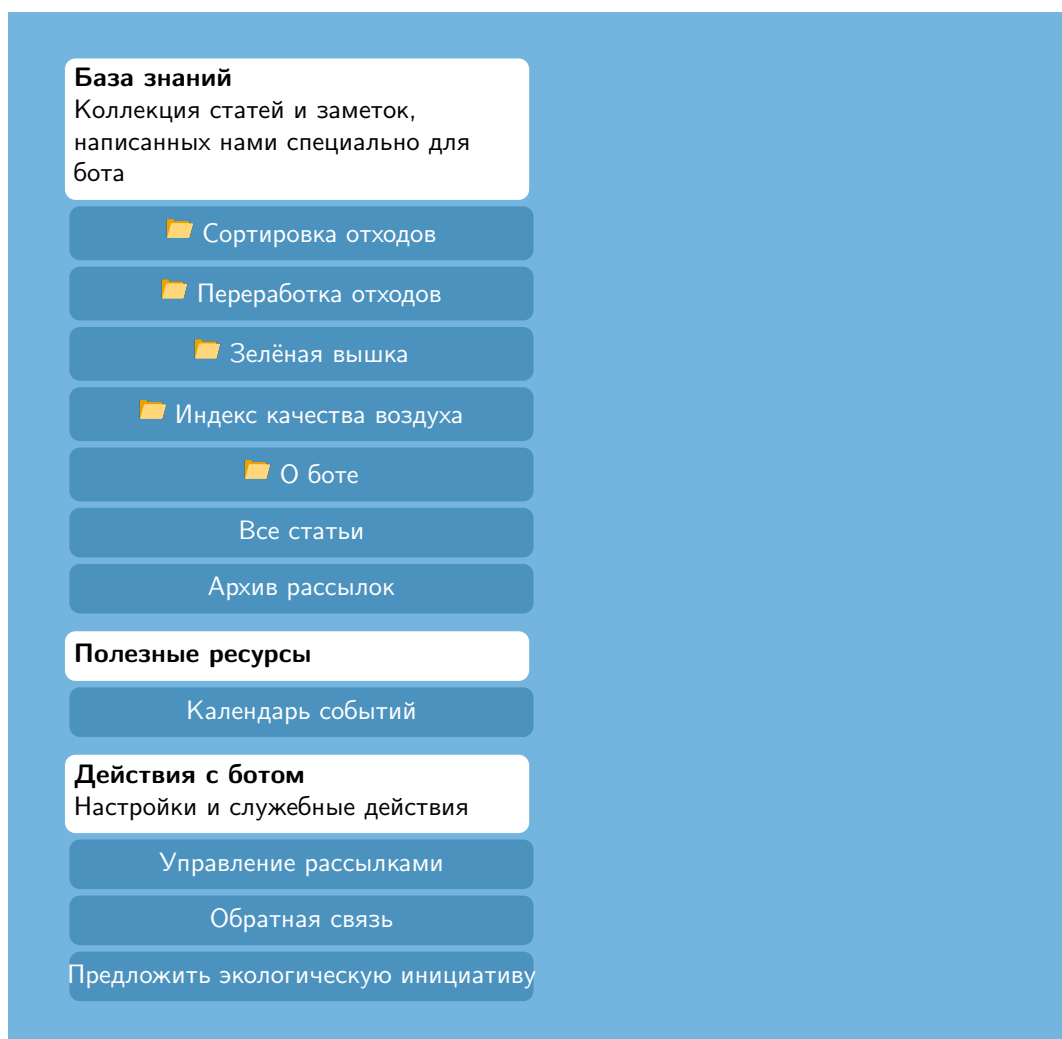 База знаний
Коллекция статей и заметок,
написанных нами специально для
бота
📁 Сортировка отходов
📁 Переработка отходов
📁 Зелёная вышка
📁 Индекс качества воздуха
📁 О боте
Все статьи
Архив рассылок
Полезные ресурсы
Календарь событий
Действия с ботом
Настройки и служебные действия
Управление рассылками
Обратная связь
Предложить экологическую инициативу